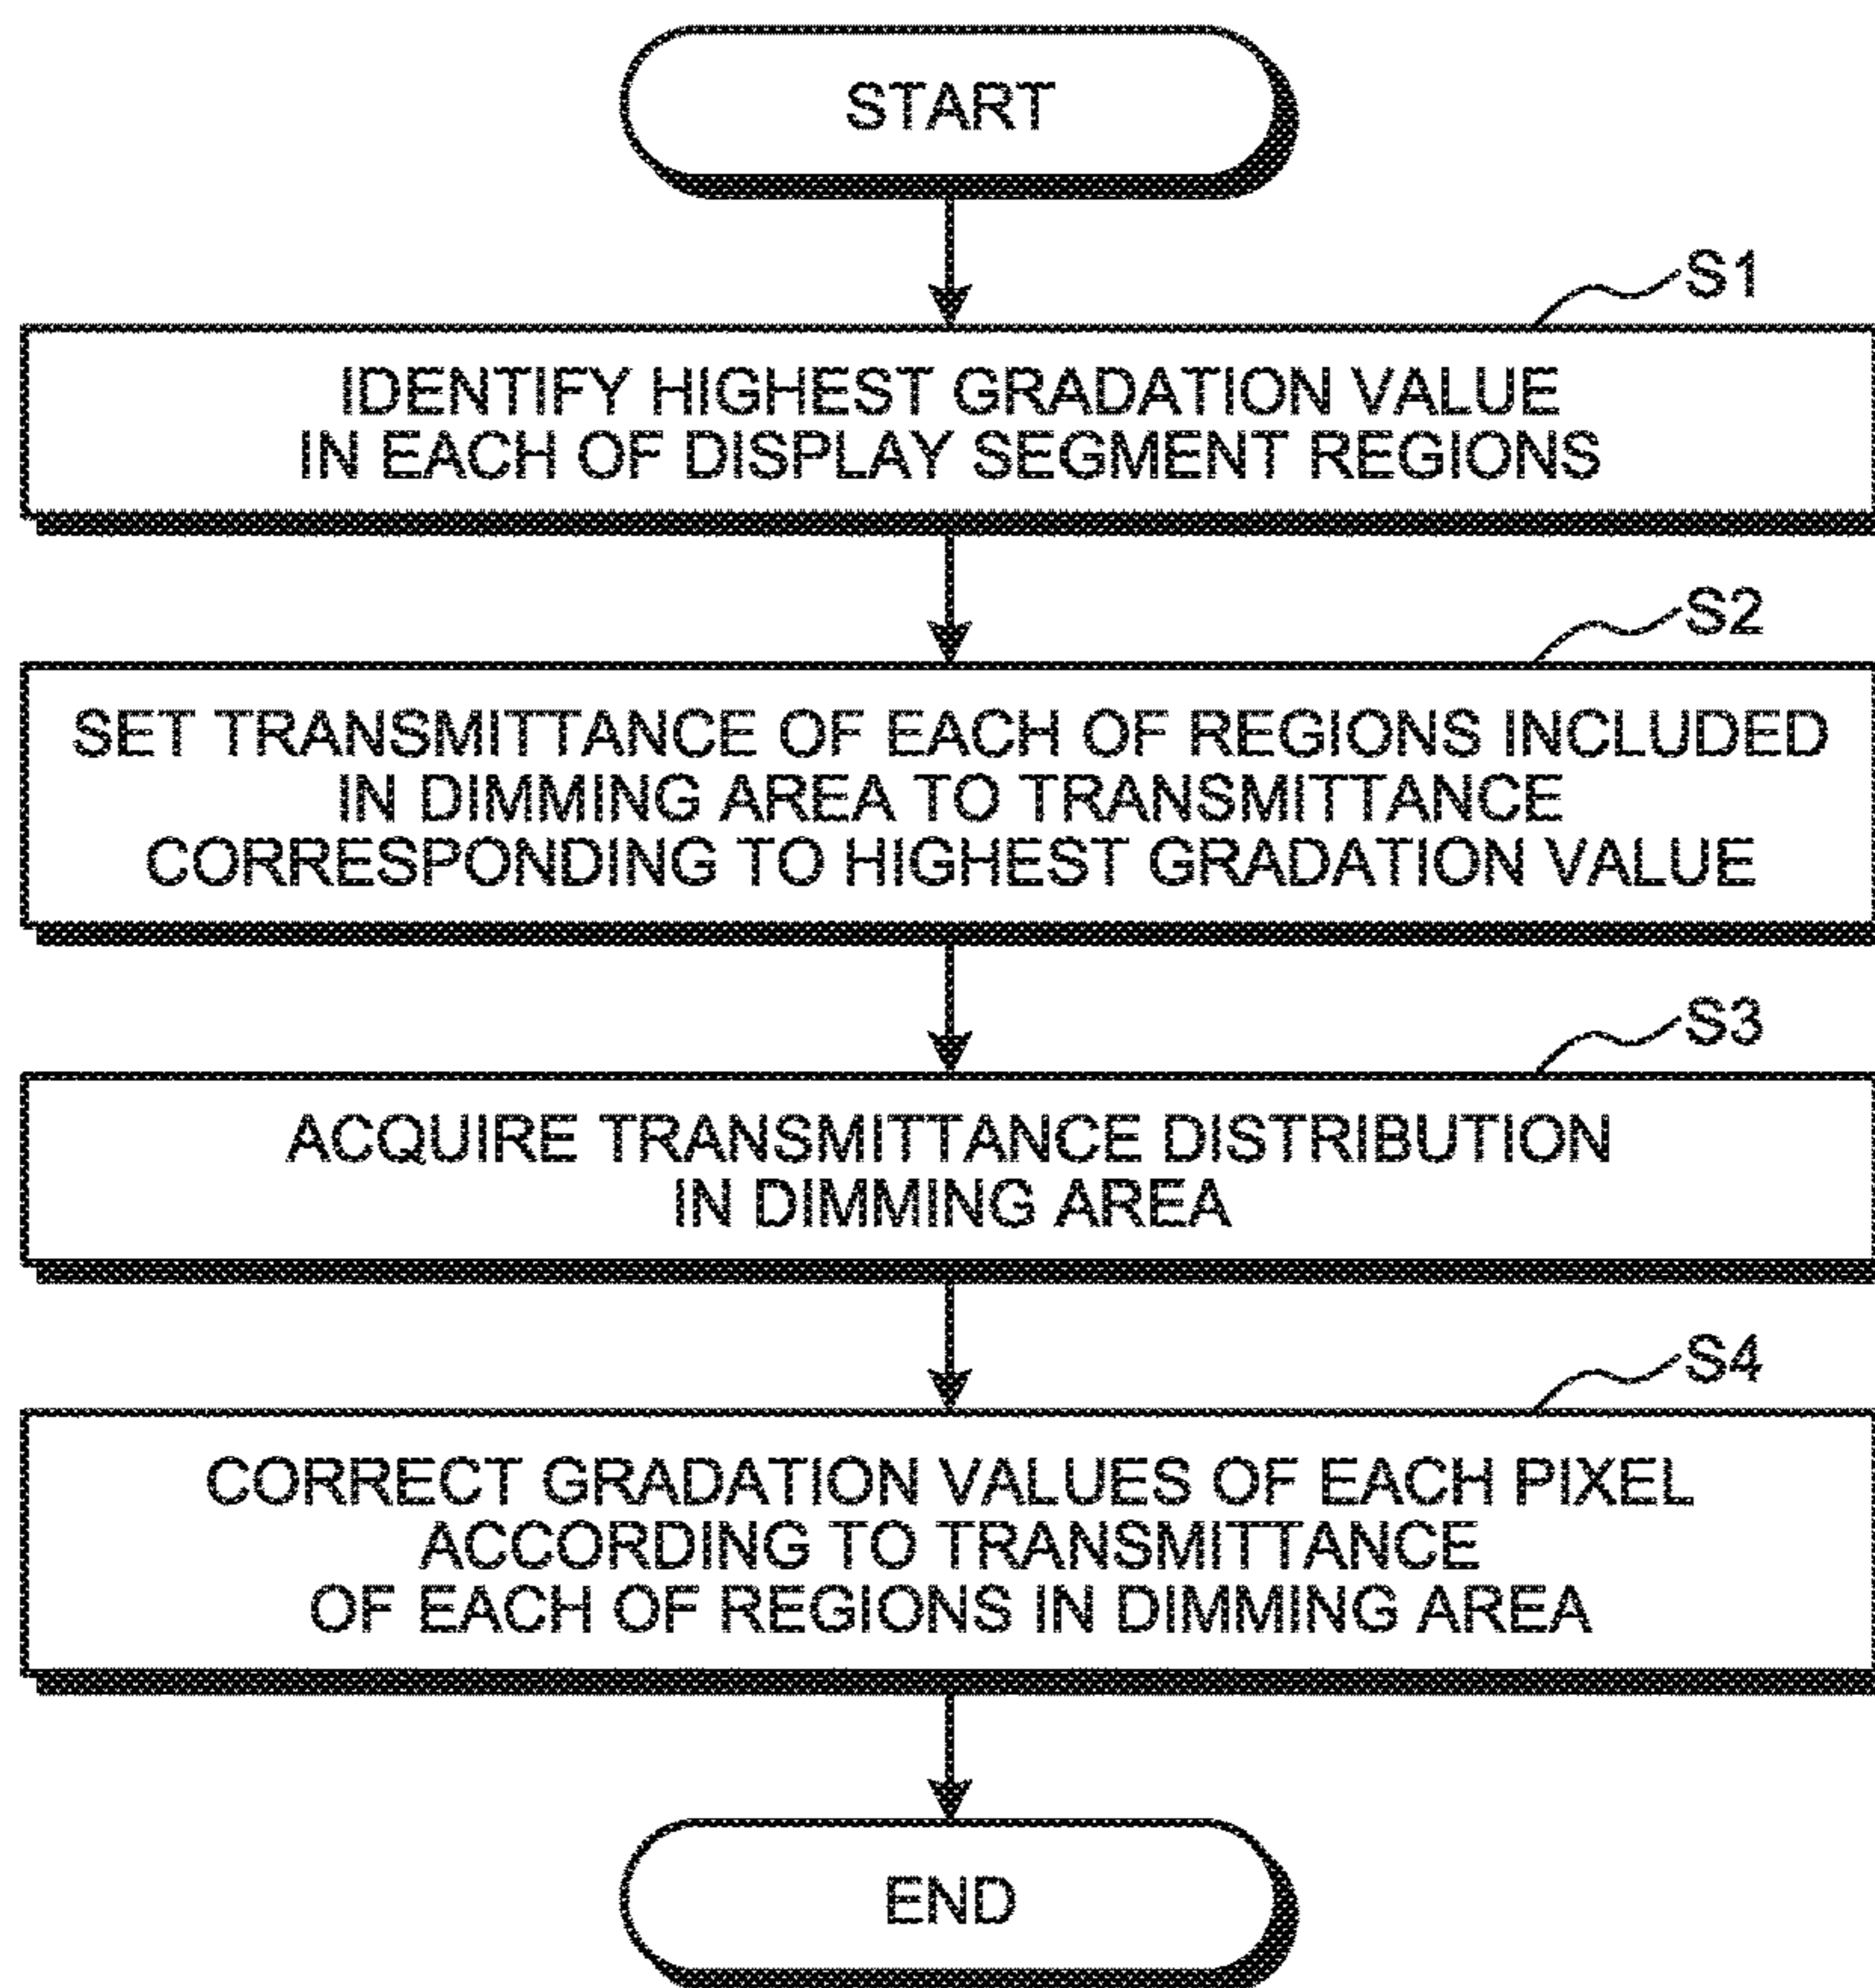 START
S1
IDENTIFY HIGHEST GRADATION VALUE
IN EACH OF DISPLAY SEGMENT REGIONS
S2
SET TRANSMITTANCE OF EACH OF REGIONS INCLUDED
IN DIMMING AREA TO TRANSMITTANCE
CORRESPONDING TO HIGHEST GRADATION VALUE
S3
ACQUIRE TRANSMITTANCE DISTRIBUTION
IN DIMMING AREA
S4
CORRECT GRADATION VALUES OF EACH PIXEL
ACCORDING TO TRANSMITTANCE
OF EACH OF REGIONS IN DIMMING AREA
END